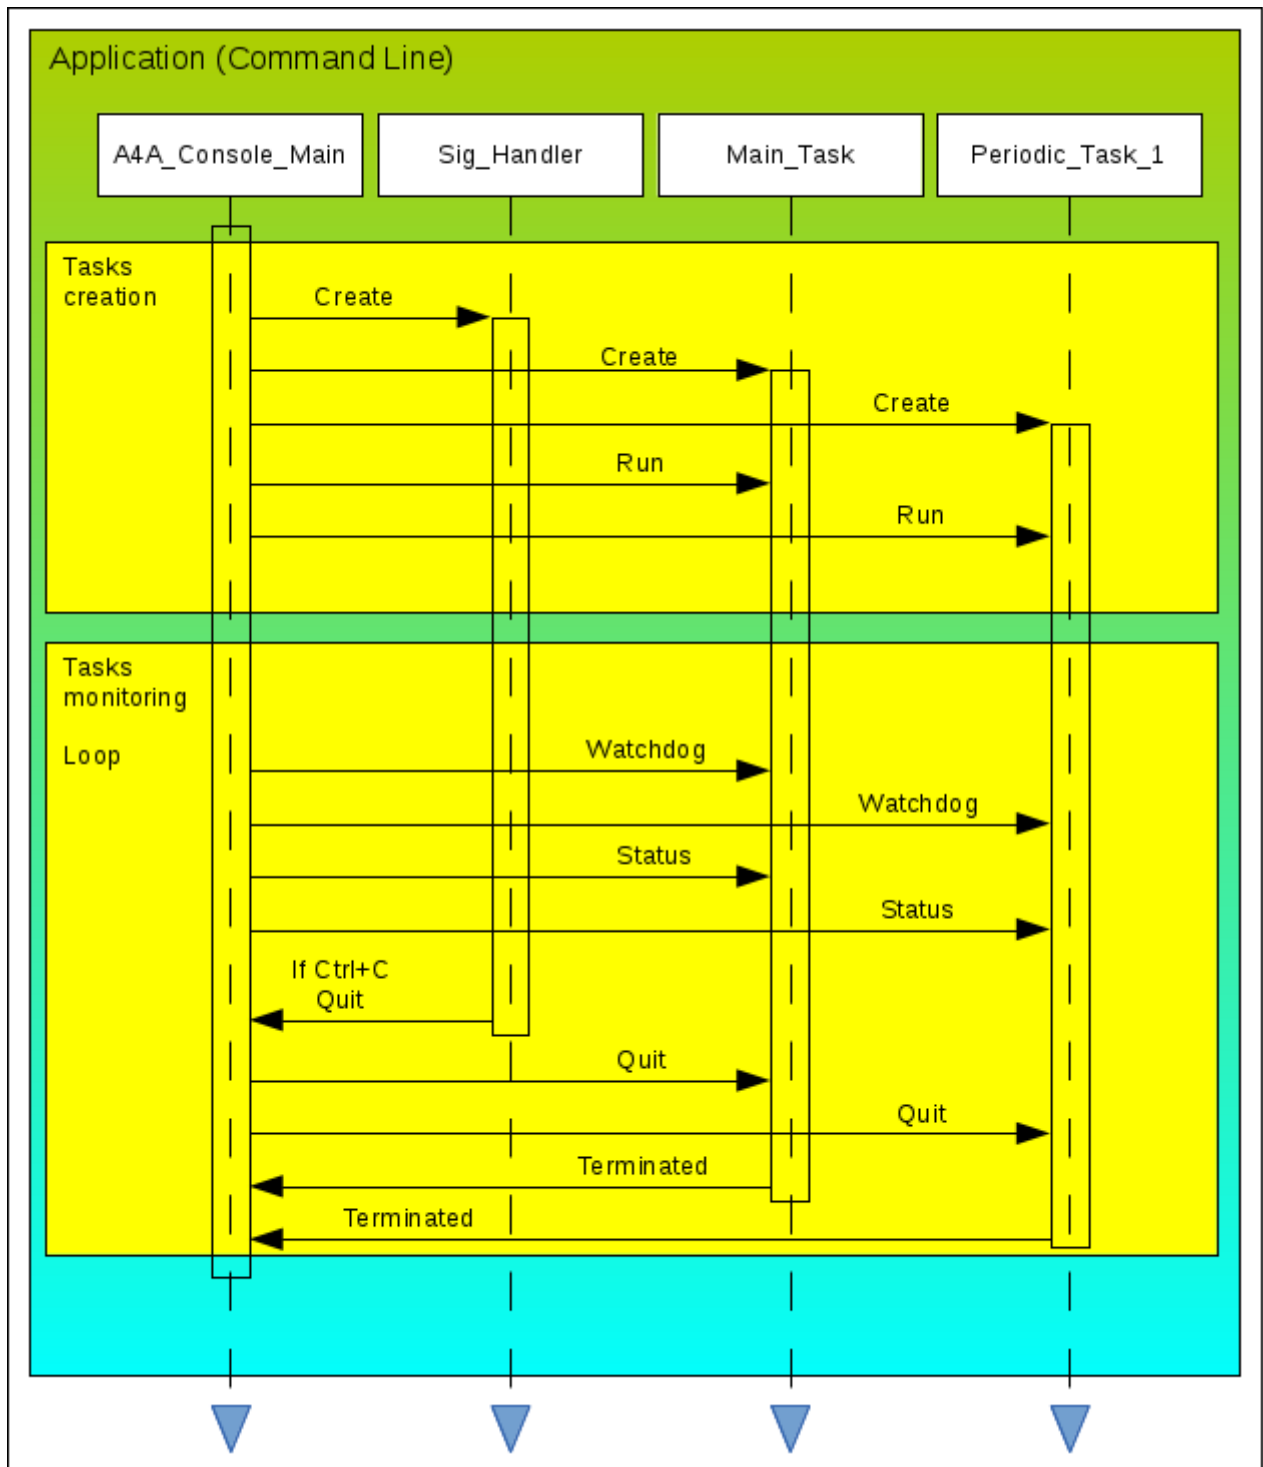 Application (Command Line)
A4A_Console_Main
Sig_Handler
Main_Task
Periodic_Task_1
Tasks
creation
Create
Create
Create
Run
Run
Tasks
monitoring
Loop
Watchdog
Watchdog
Status
Status
If Ctrl+C
Quit
Quit
Quit
Terminated
Terminated